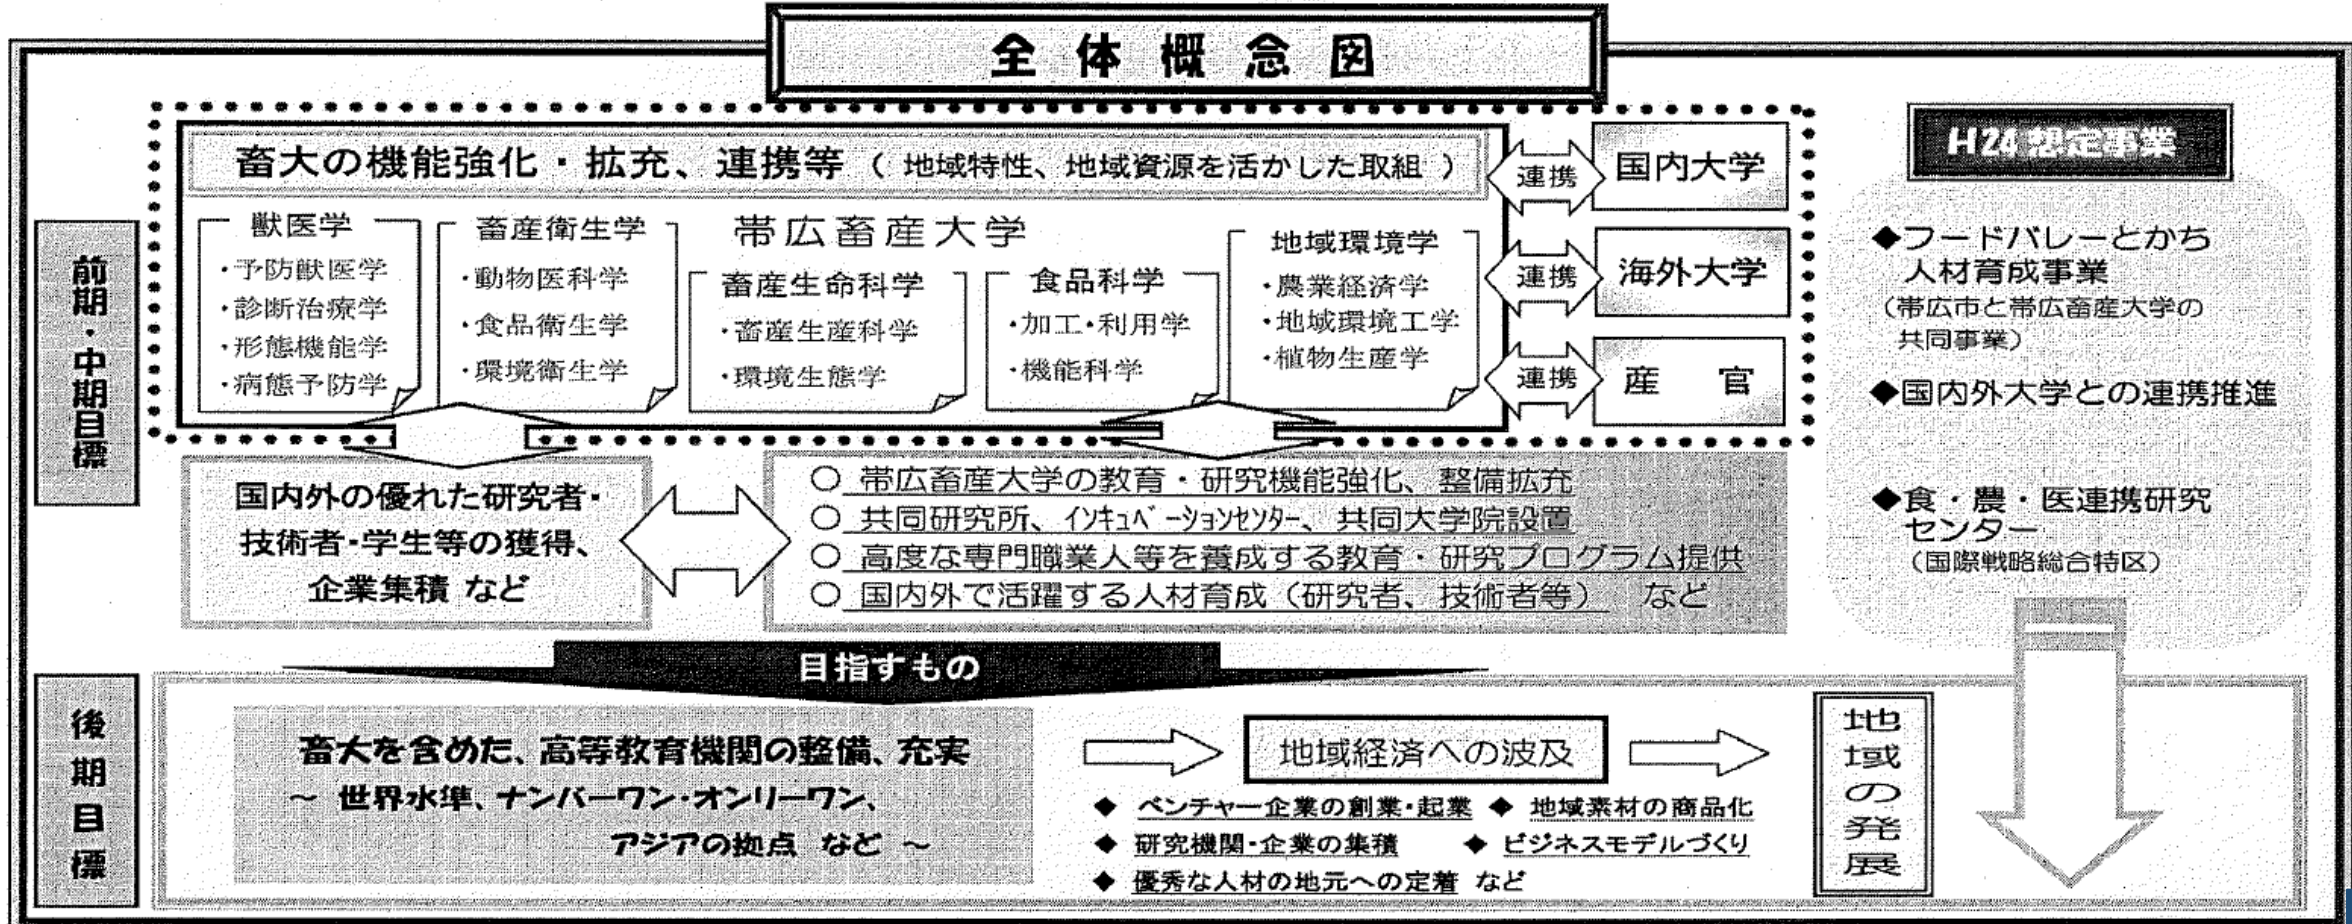 全体概念図
前期・中期目標
畜大の機能強化・拡充、連携等（地域特性、地域資源を活かした取組）
帯広畜産大学
獣医学
・予防獣医学
・診断治療学
・形態機能学
・病態予防学
畜産衛生学
・動物医科学
・食品衛生学
・環境衛生学
畜産生命科学
・畜産生産科学
・環境生態学
食品科学
・加工・利用学
・機能科学
地域環境学
・農業経済学
・地域環境工学
・植物生産学
連携
国内大学
連携
海外大学
連携
産　官
国内外の優れた研究者・
技術者・学生等の獲得、
企業集積 など
○ 帯広畜産大学の教育・研究機能強化、整備拡充
○ 共同研究所、ｲﾝｷｭﾍﾞｰｼｮﾝｾﾝﾀｰ、共同大学院設置
○ 高度な専門職業人等を養成する教育・研究プログラム提供
○ 国内外で活躍する人材育成（研究者、技術者等）　など
H24想定事業
◆フードバレーとかち
人材育成事業
（帯広市と帯広畜産大学の
共同事業）
◆国内外大学との連携推進
◆食・農・医連携研究
センター
（国際戦略総合特区）
目指すもの
後期目標
畜大を含めた、高等教育機関の整備、充実
～ 世界水準、ナンバーワン・オンリーワン、
アジアの拠点 など ～
地域経済への波及
◆ ベンチャー企業の創業・起業 ◆ 地域素材の商品化
◆ 研究機関・企業の集積 ◆ ビジネスモデルづくり
◆ 優秀な人材の地元への定着 など
地域の発展